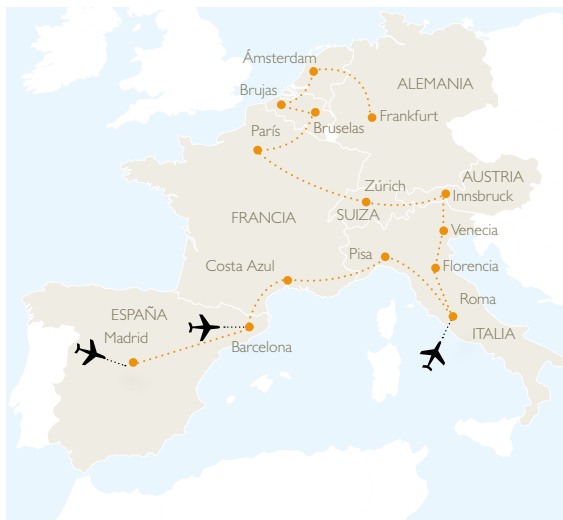 Ámsterdam
ALEMANIA
Brujas
Frankfurt
París
Bruselas
AUSTRIA
Zúrich
Innsbruck
FRANCIA
SUIZA
Venecia
Pisa
Costa Azul
Florencia
Roma
ESPAÑA
Madrid
ITALIA
Barcelona